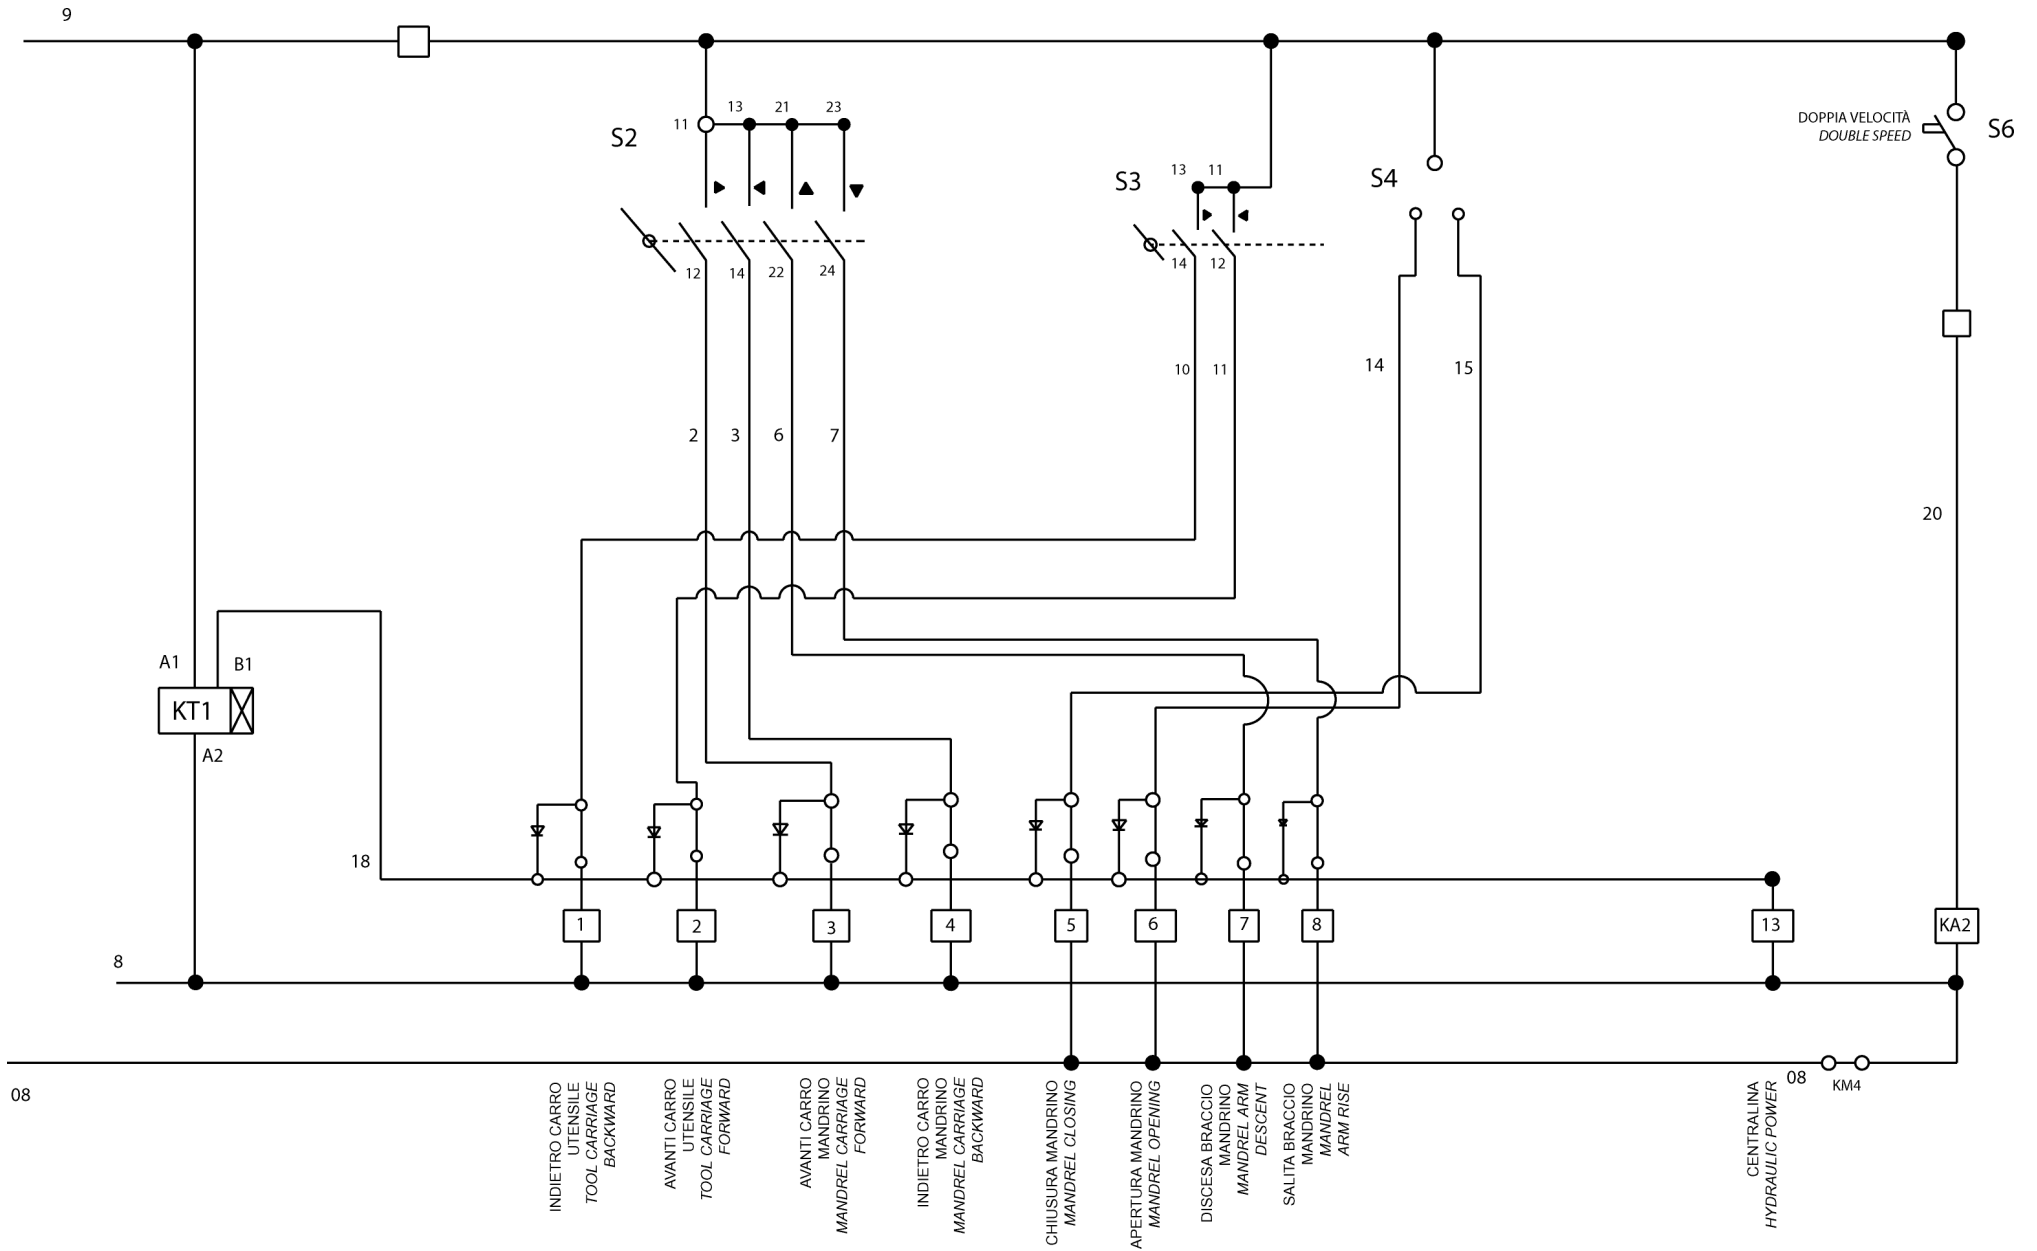 9
11
13
21
23
S2
12
14
22
24
S3
13
11
14
12
S4
DOPPIA VELOCITÀ
DOUBLE SPEED
S6
10
11
14
15
2
3
6
7
20
A1
B1
KT1
A2
18
1
2
3
4
5
6
7
8
13
KA2
8
08
08
KM4
INDIETRO CARRO
UTENSILE
TOOL CARRIAGE
BACKWARD
AVANTI CARRO
UTENSILE
TOOL CARRIAGE
FORWARD
AVANTI CARRO
MANDRINO
MANDREL CARRIAGE
FORWARD
INDIETRO CARRO
MANDRINO
MANDREL CARRIAGE
BACKWARD
CHIUSURA MANDRINO
MANDREL CLOSING
APERTURA MANDRINO
MANDREL OPENING
DISCESA BRACCIO
MANDRINO
MANDREL ARM
DESCENT
SALITA BRACCIO
MANDRINO
MANDREL
ARM RISE
CENTRALINA
HYDRAULIC POWER